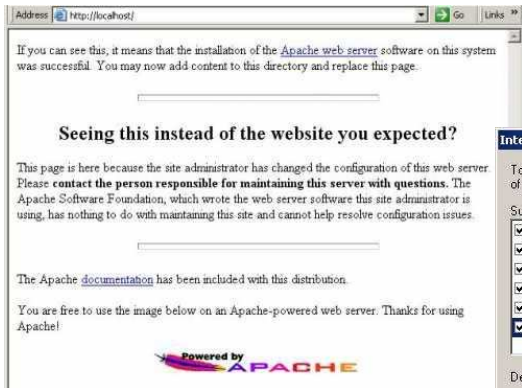 Address http://localhost/ Go Links »
If you can see this, it means that the installation of the Apache web server software on this system
was successful. You may now add content to this directory and replace this page.
Seeing this instead of the website you expected?
This page is here because the site administrator has changed the configuration of this web server.
Please contact the person responsible for maintaining this server with questions. The
Apache Software Foundation, which wrote the web server software this site administrator is
using, has nothing to do with maintaining this site and cannot help resolve configuration issues.
The Apache documentation has been included with this distribution.
You are free to use the image below on an Apache-powered web server. Thanks for using
Apache!
Powered by
APACHE
Inte
To
of
Su
De